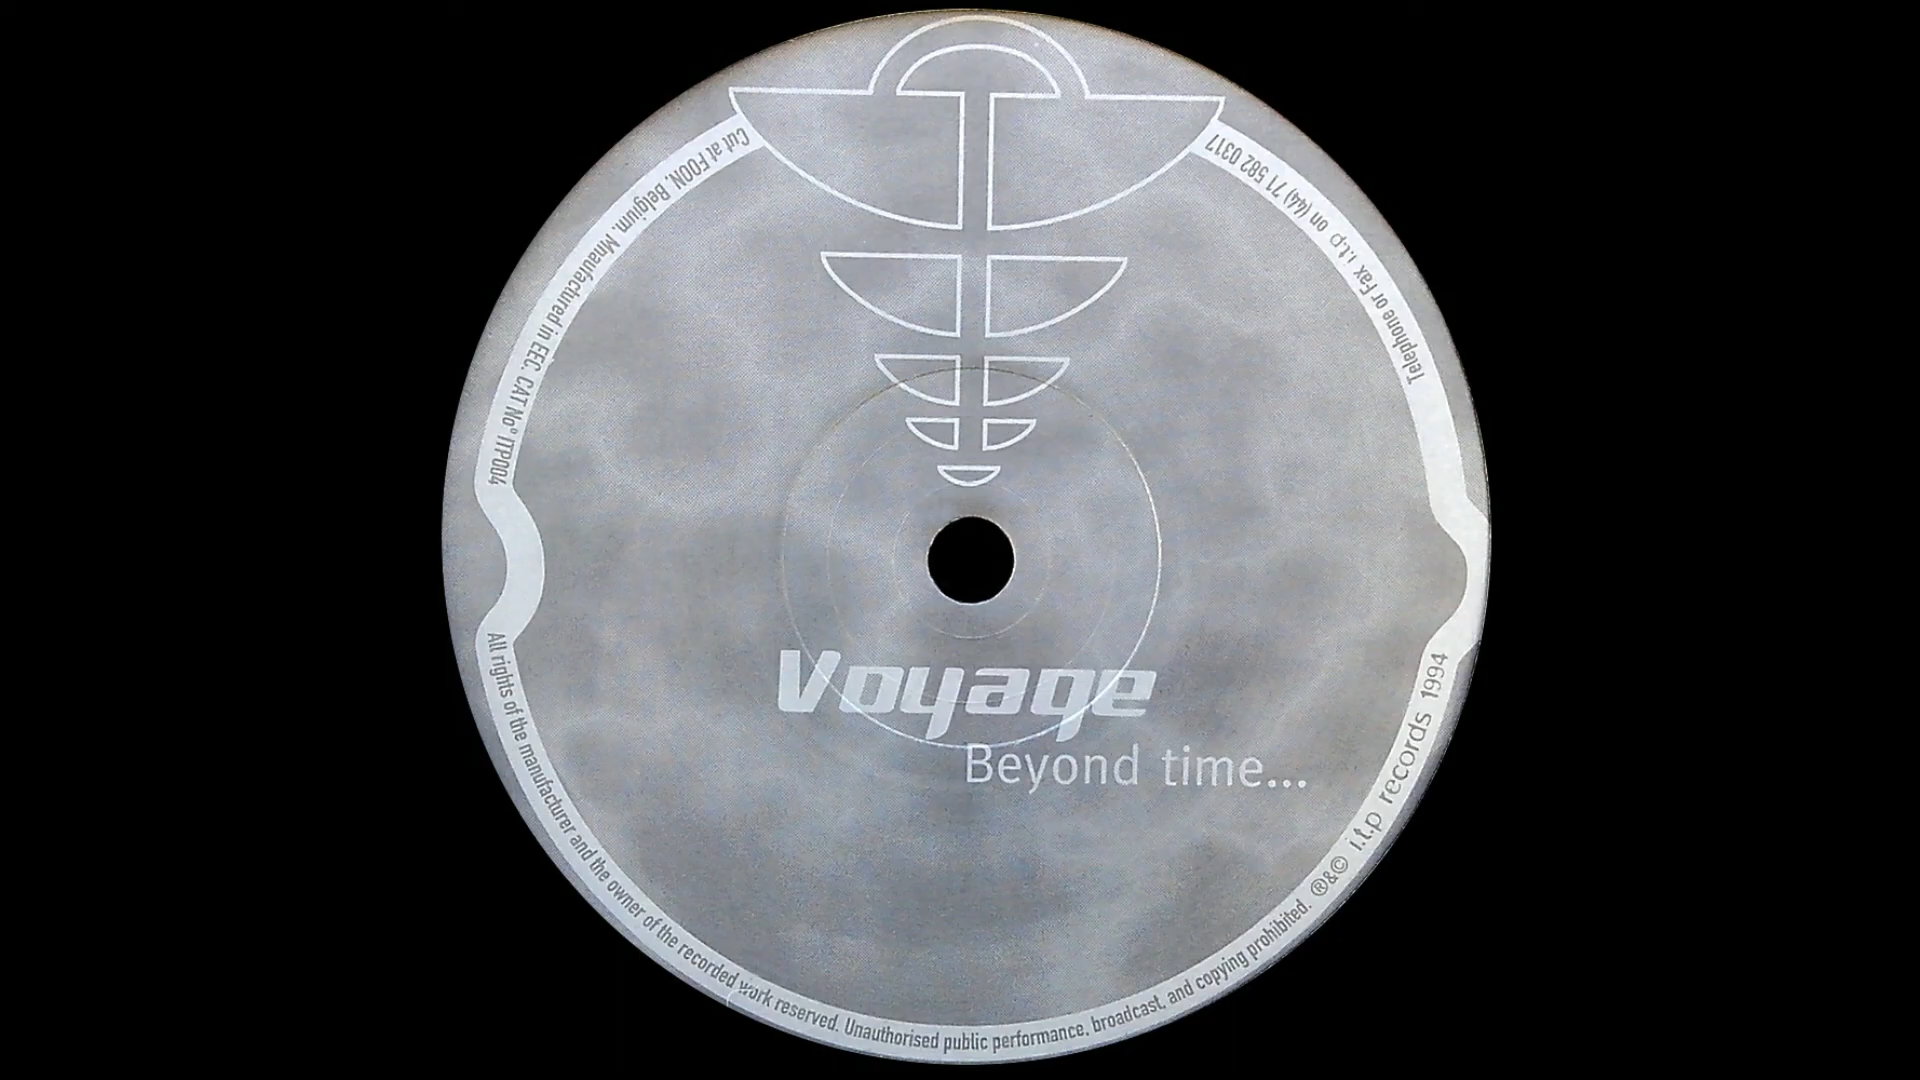 Voyage
Beyond time...
Cut at FOON, Belgium. Mnaufactured in EEC. CAT No° ITP004
All rights of the manufacturer and the owner of the recorded work reserved. Unauthorised public performance, broadcast, and copying prohibited. ®&© i.t.p records 1994
Telephone or Fax i.t.p on (44) 71 582 0317